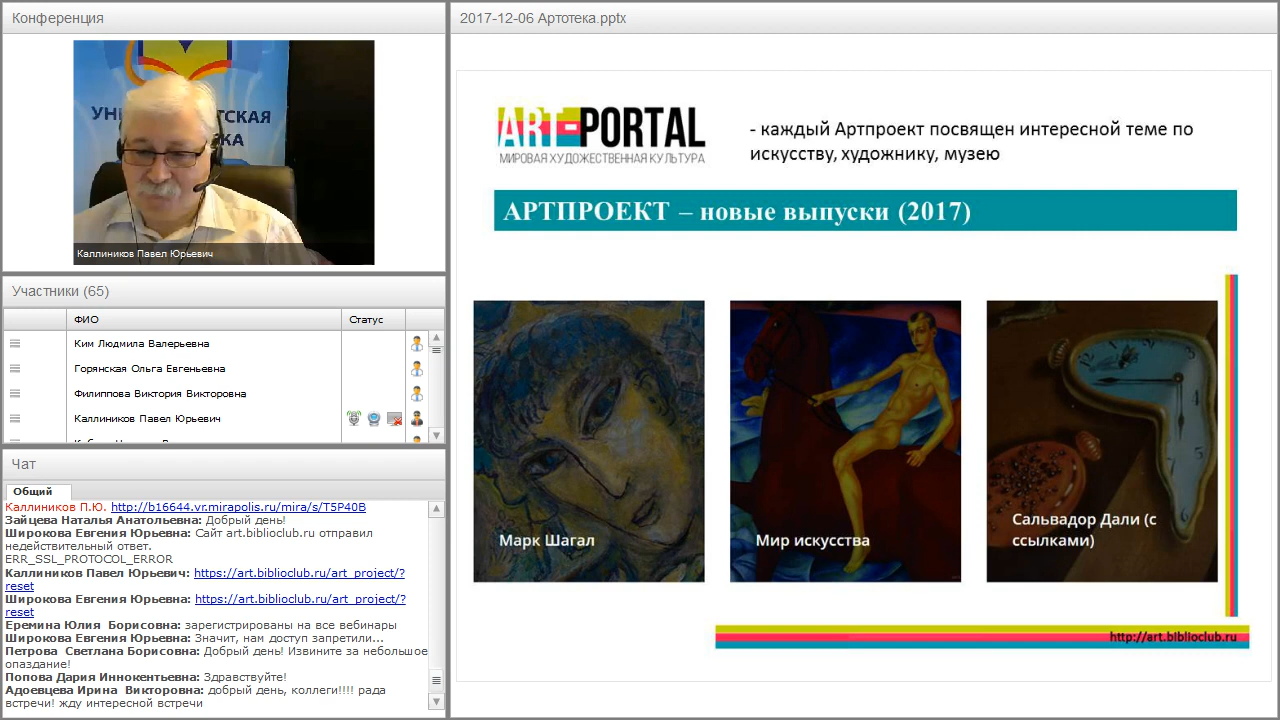 Конференция
УНИ
ТСКАЯ
КА
Каллиников Павел Юрьевич
Участники (65)
ФИО
Статус
Ким Людмила Валерьевна
Горянская Ольга Евгеньевна
Филиппова Виктория Викторовна
Каллиников Павел Юрьевич
Чат
Общий
Каллиников П.Ю. http://b16644.vr.mirapolis.ru/mira/s/T5P40B
Зайцева Наталья Анатольевна: Добрый день!
Широкова Евгения Юрьевна: Сайт art.biblioclub.ru отправил
недействительный ответ.
ERR_SSL_PROTOCOL_ERROR
Каллиников Павел Юрьевич: https://art.biblioclub.ru/art_project/?
reset
Широкова Евгения Юрьевна: https://art.biblioclub.ru/art_project/?
reset
Еремина Юлия Борисовна: зарегистрированы на все вебинары
Широкова Евгения Юрьевна: Значит, нам доступ запретили...
Петрова Светлана Борисовна: Добрый день! Извините за небольшое
опаздание!
Попова Дария Иннокентьевна: Здравствуйте!
Адоевцева Ирина Викторовна: добрый день, коллеги!!!! рада
встречи! жду интересной встречи
2017-12-06 Артотека.pptx
ART-PORTAL
МИРОВАЯ ХУДОЖЕСТВЕННАЯ КУЛЬТУРА
- каждый Артпроект посвящен интересной теме по
искусству, художнику, музею
АРТПРОЕКТ – новые выпуски (2017)
Марк Шагал
Мир искусства
Сальвадор Дали (с
ссылками)
http://art.biblioclub.ru